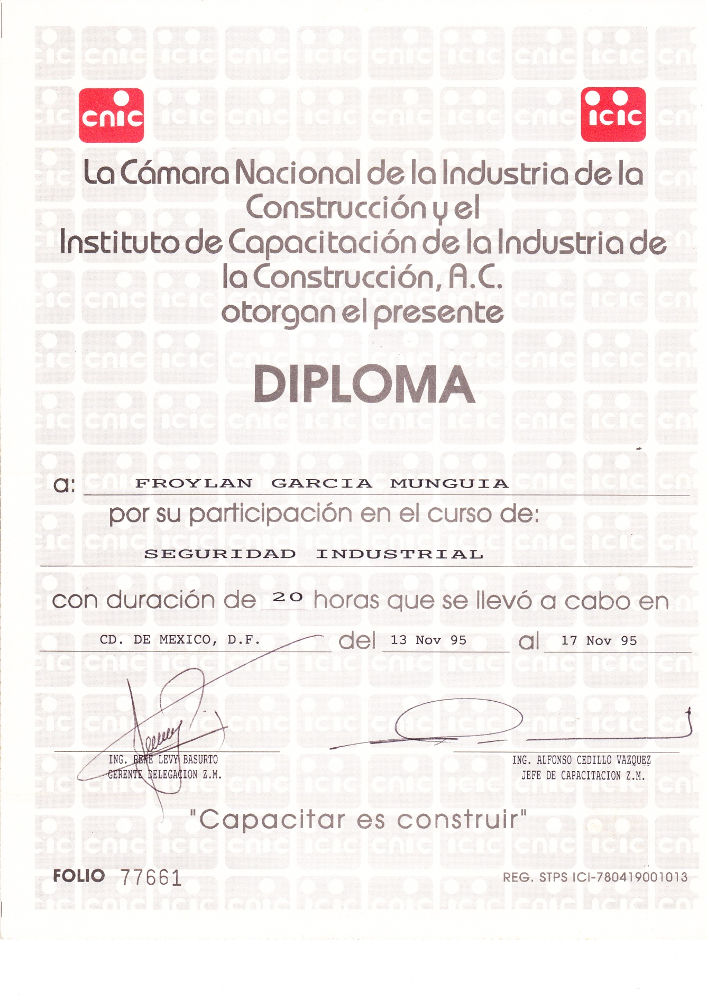 cnic
icic
La Cámara Nacional de la Industria de la
Construcción y el
Instituto de Capacitación de la Industria de
la Construcción, A.C.
otorgan el presente
DIPLOMA
a: FROYLAN GARCIA MUNGUIA
por su participación en el curso de:
SEGURIDAD INDUSTRIAL
con duración de 20 horas que se llevó a cabo en
CD. DE MEXICO, D.F. del 13 Nov 95 al 17 Nov 95
ING. RENE LEVY BASURTO
GERENTE DELEGACION Z.M.
ING. ALFONSO CEDILLO VAZQUEZ
JEFE DE CAPACITACION Z.M.
"Capacitar es construir"
FOLIO 77661
REG. STPS ICI-780419001013